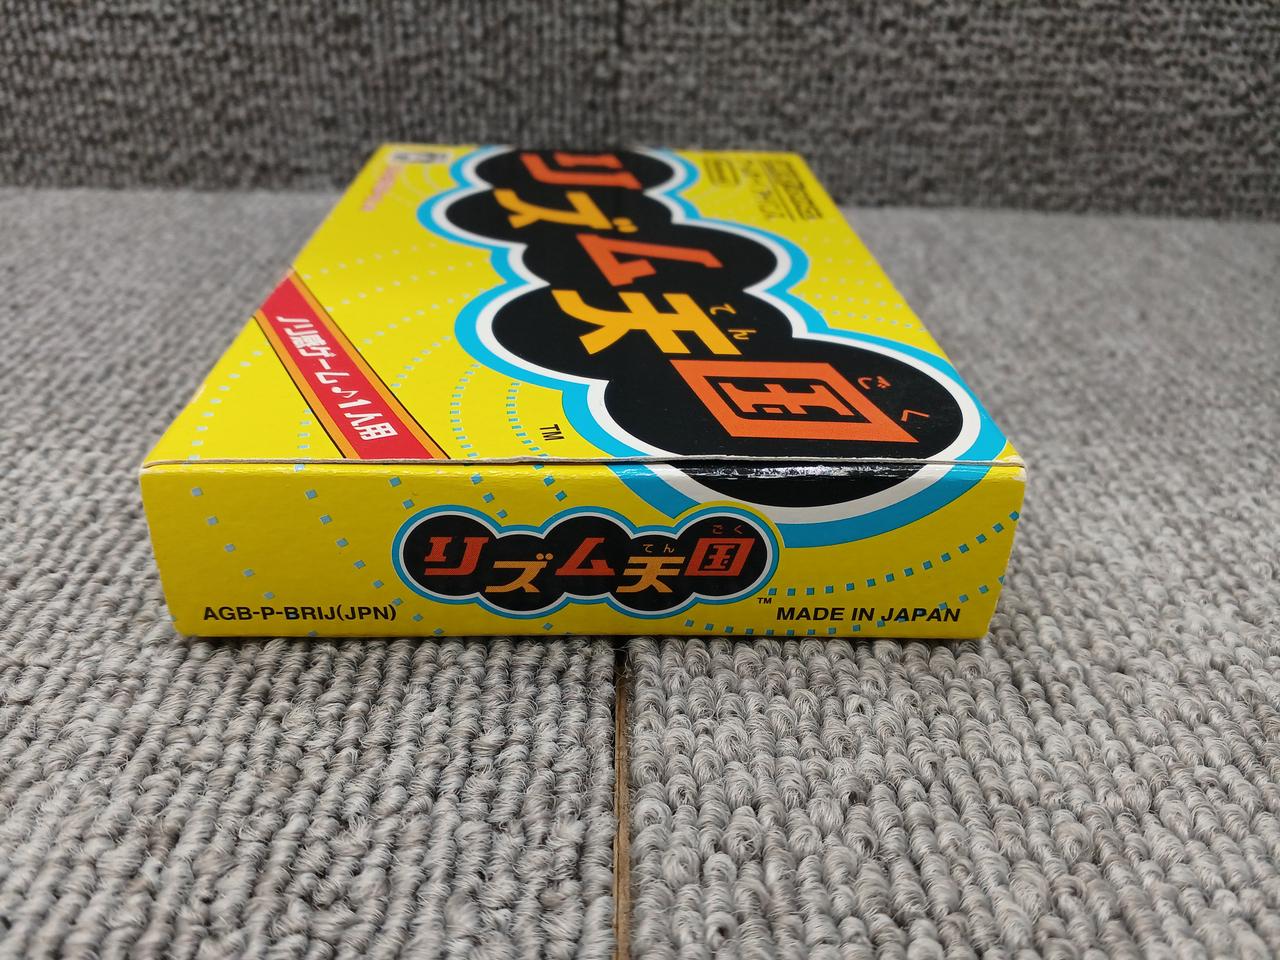 リズム天国
てん
ごく
TM
ノリ感ゲーム♪1人用
リズム天国
てん
ごく
TM
AGB-P-BRIJ(JPN)
MADE IN JAPAN